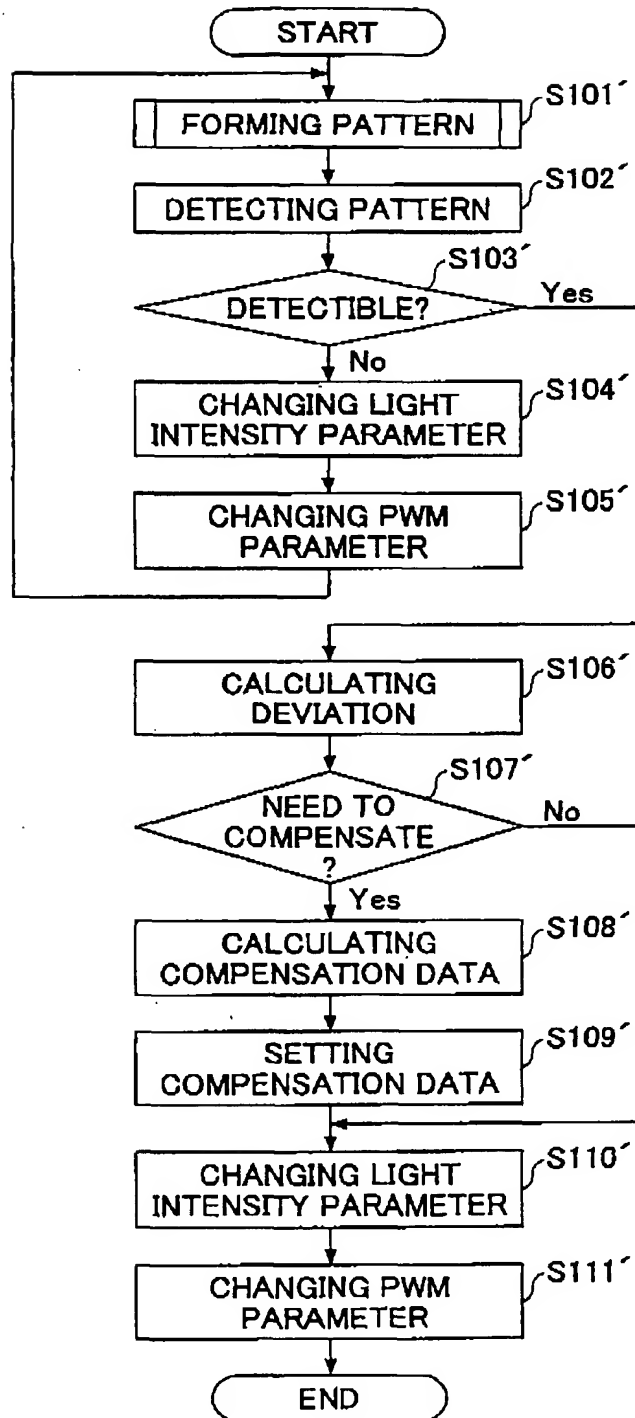 START
S101´
FORMING PATTERN
S102´
DETECTING PATTERN
S103´
DETECTIBLE?
Yes
No
S104´
CHANGING LIGHT
INTENSITY PARAMETER
S105´
CHANGING PWM
PARAMETER
S106´
CALCULATING
DEVIATION
S107´
NEED TO
COMPENSATE
?
No
Yes
S108´
CALCULATING
COMPENSATION DATA
S109´
SETTING
COMPENSATION DATA
S110´
CHANGING LIGHT
INTENSITY PARAMETER
S111´
CHANGING PWM
PARAMETER
END